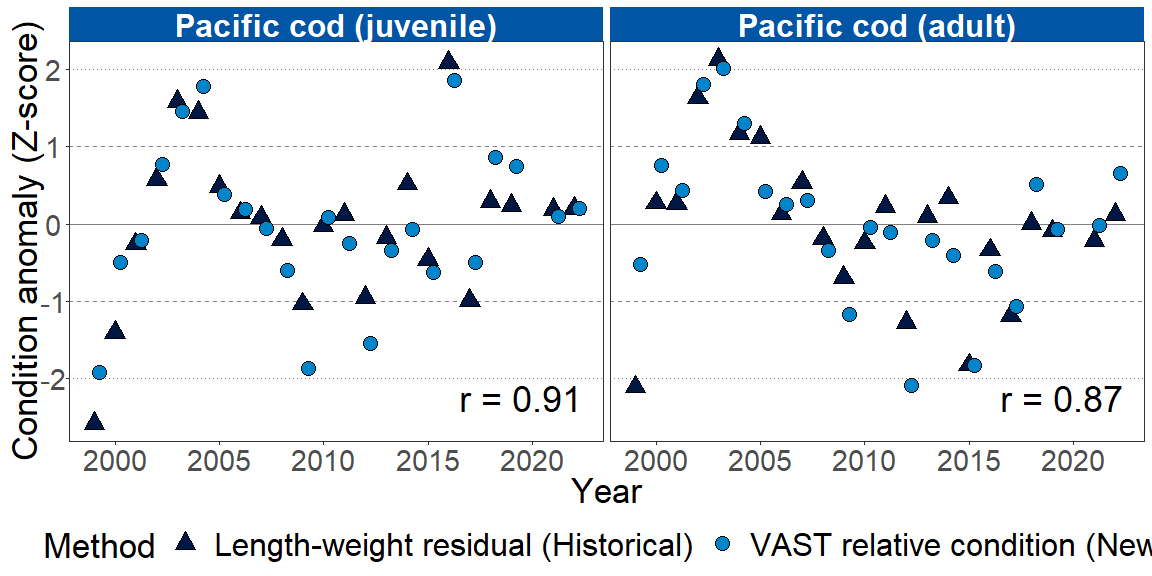 Pacific cod (juvenile)
Pacific cod (adult)
Condition anomaly (Z-score)
2
1
0
-1
-2
r = 0.91
r = 0.87
2000 2005 2010 2015 2020
2000 2005 2010 2015 2020
Year
Method
Length-weight residual (Historical)
VAST relative condition (New